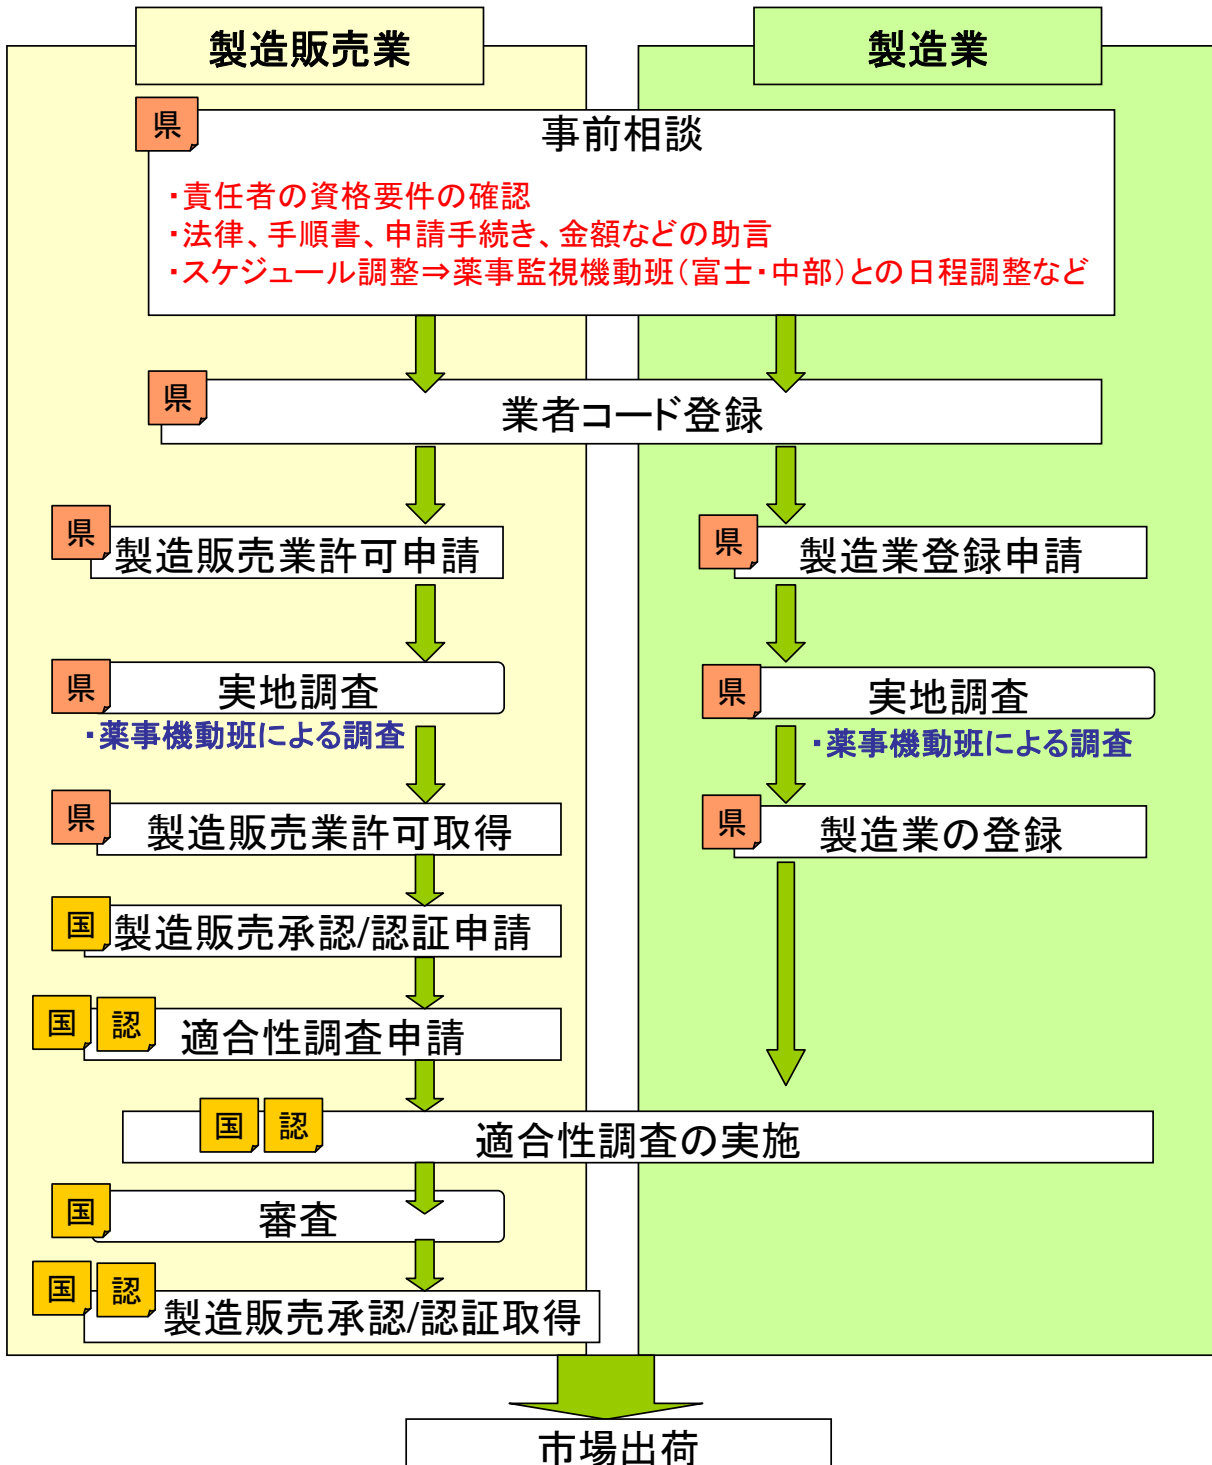 製造販売業
製造業
県
事前相談
・責任者の資格要件の確認
・法律、手順書、申請手続き、金額などの助言
・スケジュール調整⇒薬事監視機動班(富士・中部)との日程調整など
県
業者コード登録
県
製造販売業許可申請
県
製造業登録申請
県
実地調査
・薬事機動班による調査
県
実地調査
・薬事機動班による調査
県
製造販売業許可取得
県
製造業の登録
国
製造販売承認/認証申請
国 認
適合性調査申請
国 認
適合性調査の実施
国
審査
国 認
製造販売承認/認証取得
市場出荷